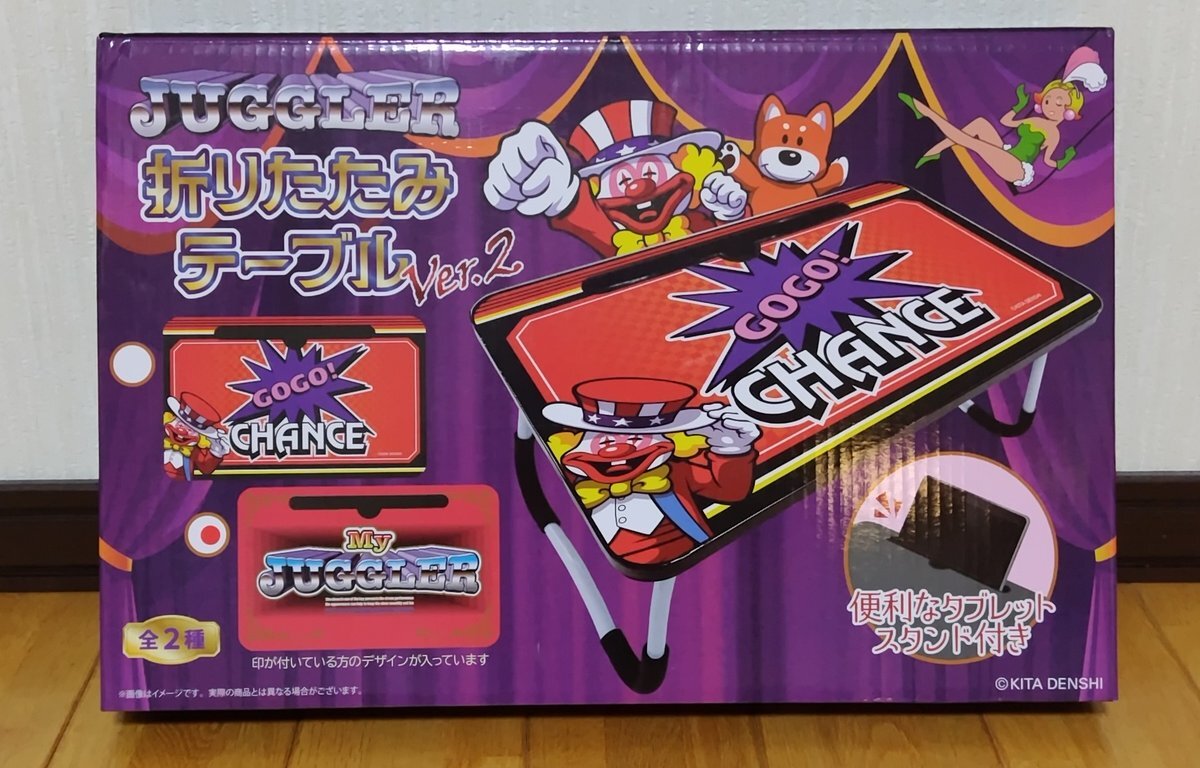 JUGGLER
折りたたみ
テーブル Ver.2
GOGO!
CHANCE
GOGO!
CHANCE
My
JUGGLER
全2種
印が付いている方のデザインが入っています
※画像はイメージです。実際の商品とは異なる場合がございます。
便利なタブレット
スタンド付き
©KITA DENSHI